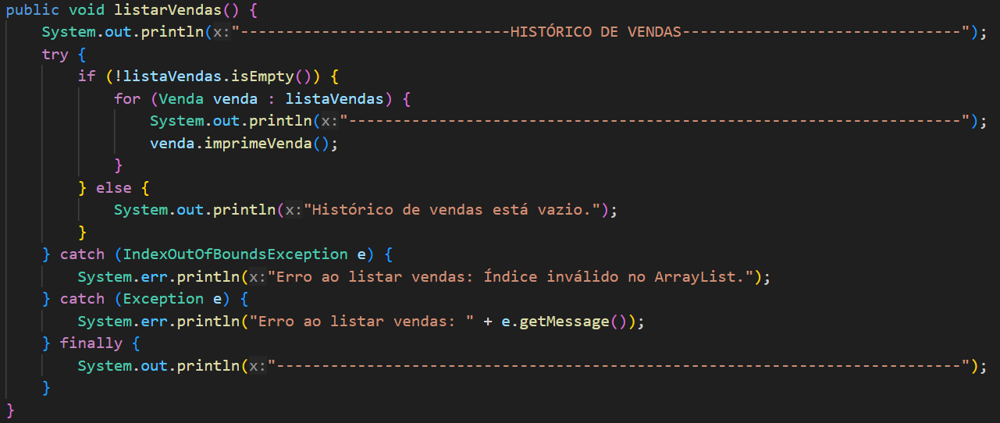 public void listarVendas() {
    System.out.println(x:"------------------------------HISTÓRICO DE VENDAS-------------------------------");
    try {
        if (!listaVendas.isEmpty()) {
            for (Venda venda : listaVendas) {
                System.out.println(x:"--------------------------------------------------------------------");
                venda.imprimeVenda();
            }
        } else {
            System.out.println(x:"Histórico de vendas está vazio.");
        }
    } catch (IndexOutOfBoundsException e) {
        System.err.println(x:"Erro ao listar vendas: Índice inválido no ArrayList.");
    } catch (Exception e) {
        System.err.println("Erro ao listar vendas: " + e.getMessage());
    } finally {
        System.out.println(x:"----------------------------------------------------------------------------");
    }
}